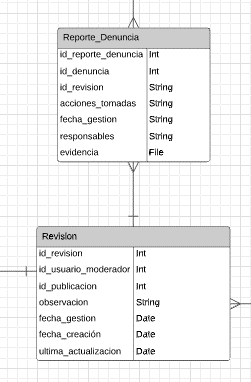 Reporte_Denuncia
id_reporte_denuncia Int
id_denuncia Int
id_revision String
acciones_tomadas String
fecha_gestion String
responsables String
evidencia File
Revision
id_revision Int
id_usuario_moderador Int
id_publicacion Int
observacion String
fecha_gestion Date
fecha_creación Date
ultima_actualizacion Date